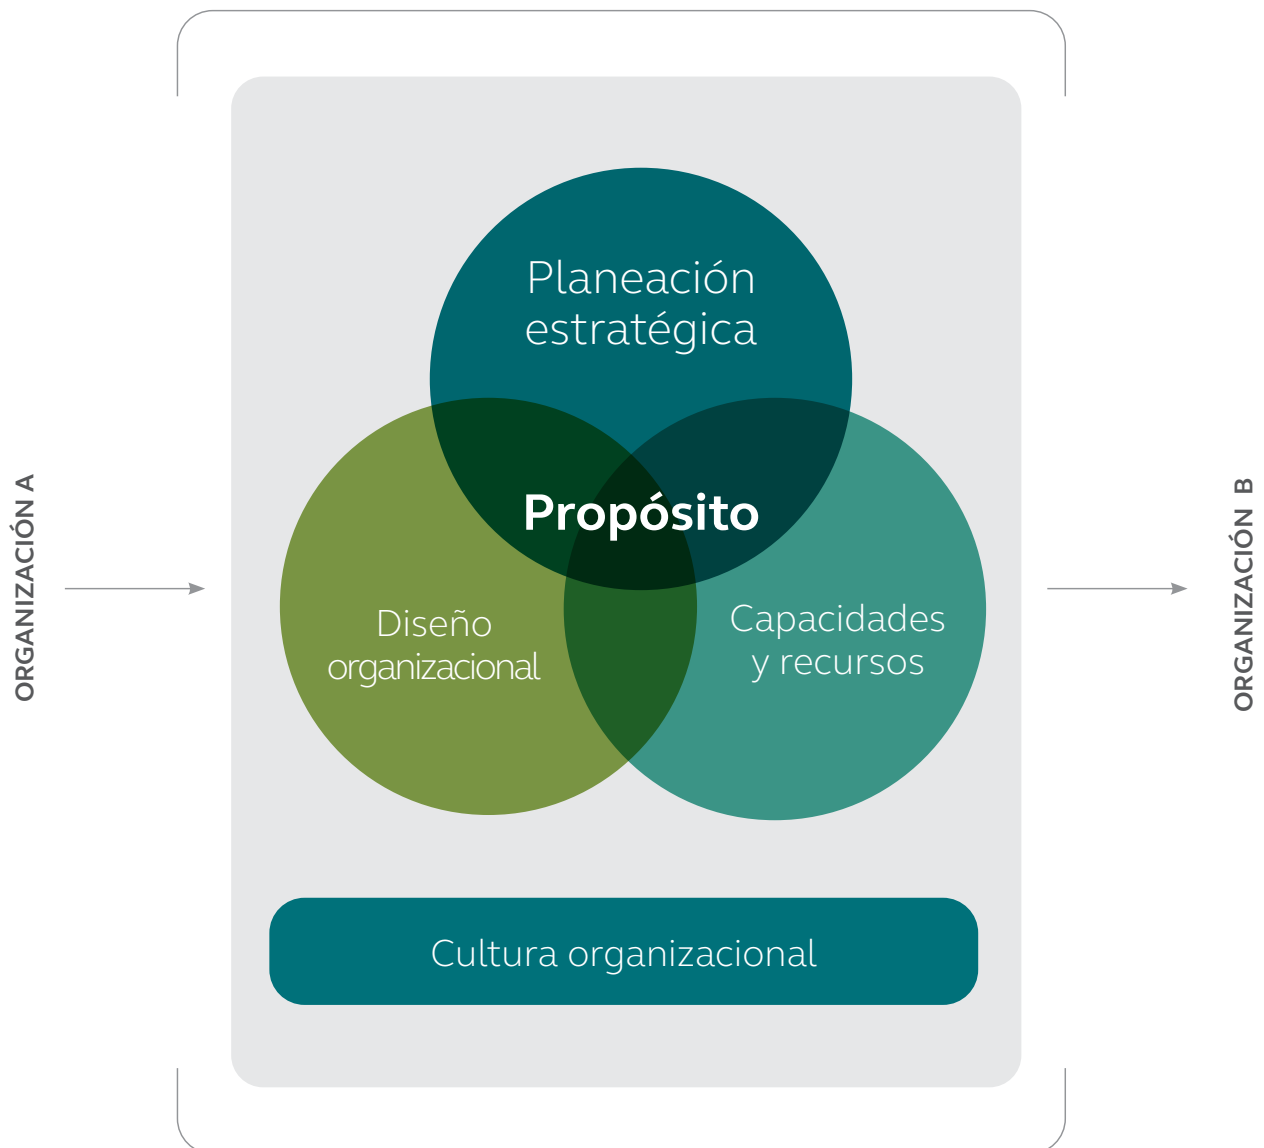 Planeación
estratégica
Propósito
Diseño
organizacional
Capacidades
y recursos
Cultura organizacional
ORGANIZACIÓN A
ORGANIZACIÓN B